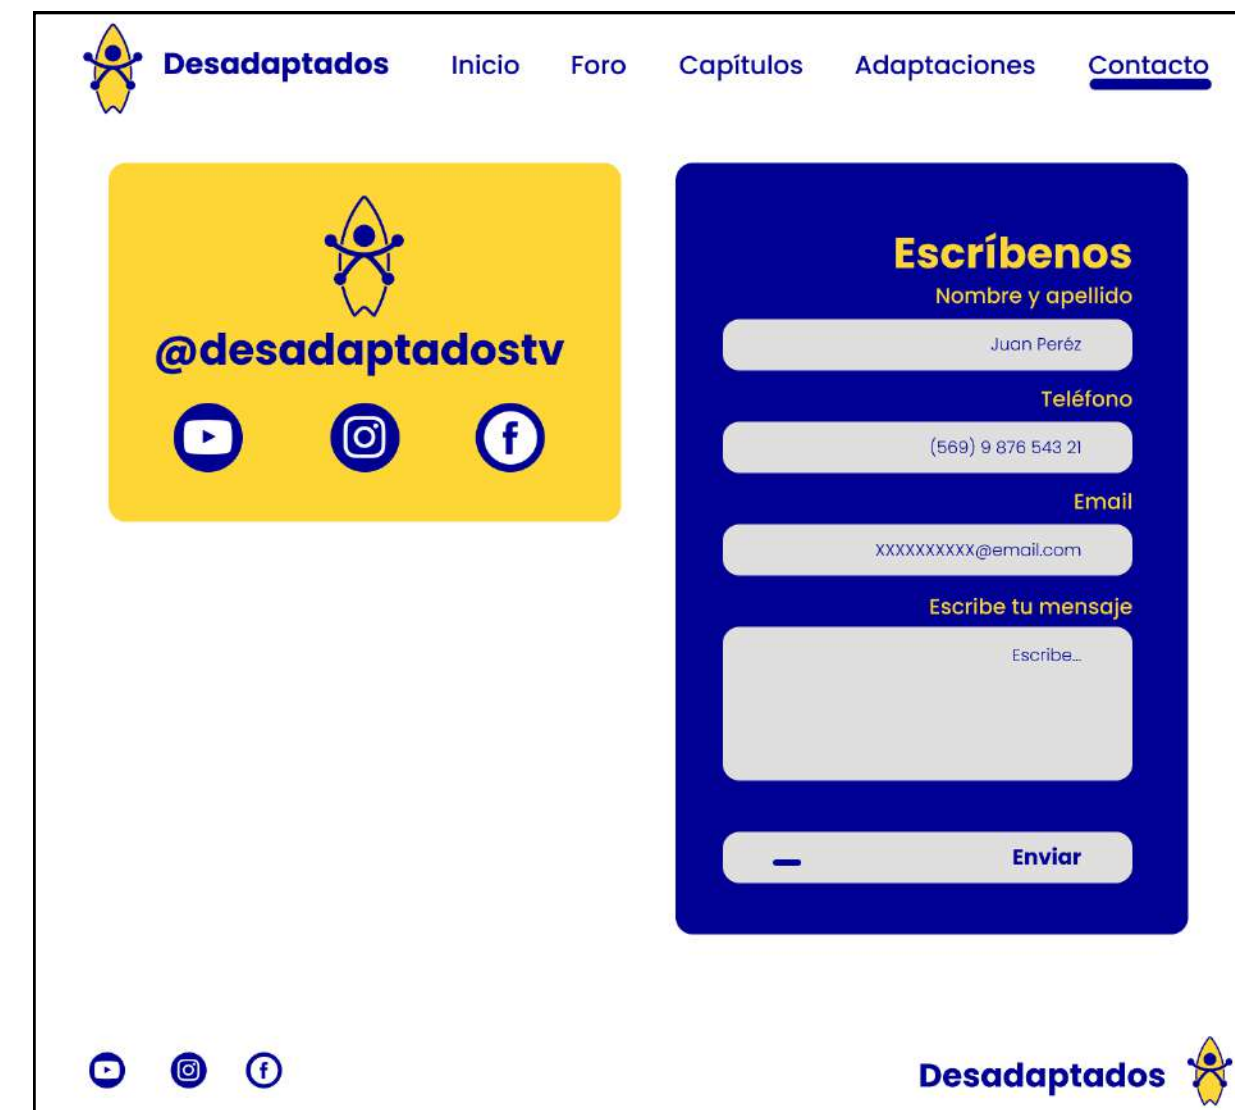 Desadaptados Inicio Foro Capítulos Adaptaciones Contacto
@desadaptadostv
Escríbenos
Nombre y apellido
Juan Peréz
Teléfono
(569) 9 876 543 21
Email
XXXXXXXXXX@email.com
Escribe tu mensaje
Escribe...
Enviar
Desadaptados